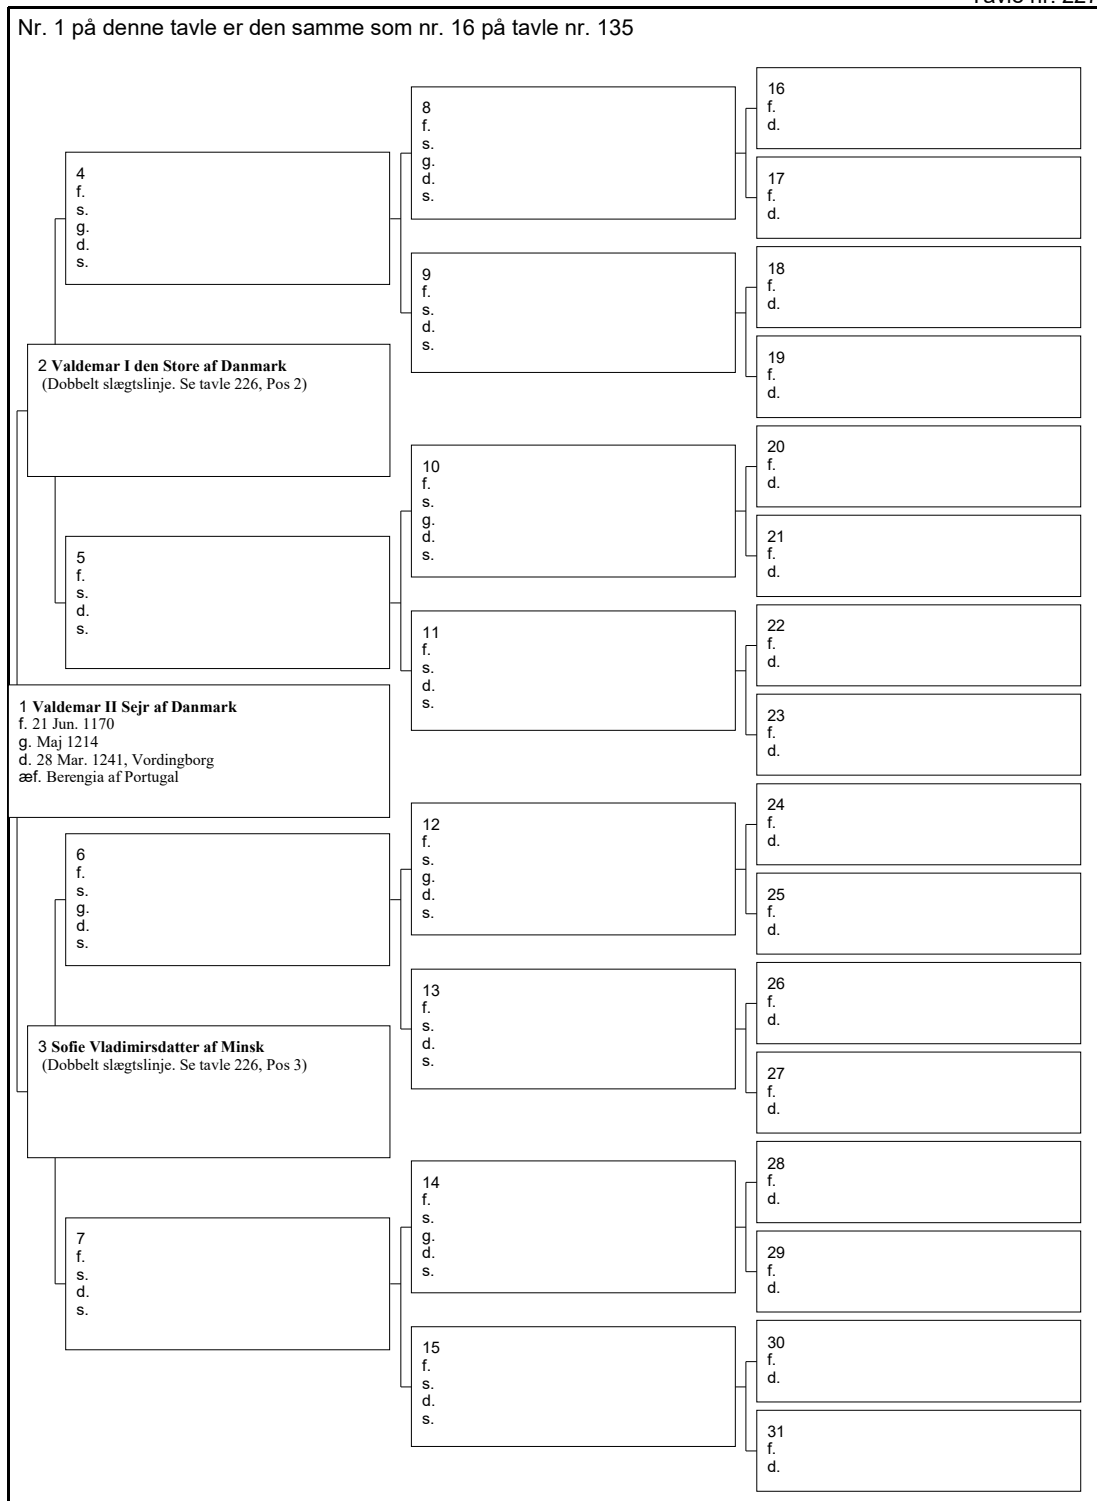 Nr. 1 på denne tavle er den samme som nr. 16 på tavle nr. 135
16
f.
d.
8
f.
s.
g.
d.
s.
17
f.
d.
4
f.
s.
g.
d.
s.
18
f.
d.
9
f.
s.
d.
s.
19
f.
d.
2 Valdemar I den Store af Danmark
(Dobbelt slægtslinje. Se tavle 226, Pos 2)
20
f.
d.
10
f.
s.
g.
d.
s.
21
f.
d.
5
f.
s.
d.
s.
22
f.
d.
11
f.
s.
d.
s.
23
f.
d.
1 Valdemar II Sejr af Danmark
f. 21 Jun. 1170
g. Maj 1214
d. 28 Mar. 1241, Vordingborg
æf. Berengia af Portugal
24
f.
d.
12
f.
s.
g.
d.
s.
25
f.
d.
6
f.
s.
g.
d.
s.
26
f.
d.
13
f.
s.
d.
s.
27
f.
d.
3 Sofie Vladimirsdatter af Minsk
(Dobbelt slægtslinje. Se tavle 226, Pos 3)
28
f.
d.
14
f.
s.
g.
d.
s.
29
f.
d.
7
f.
s.
d.
s.
30
f.
d.
15
f.
s.
d.
s.
31
f.
d.